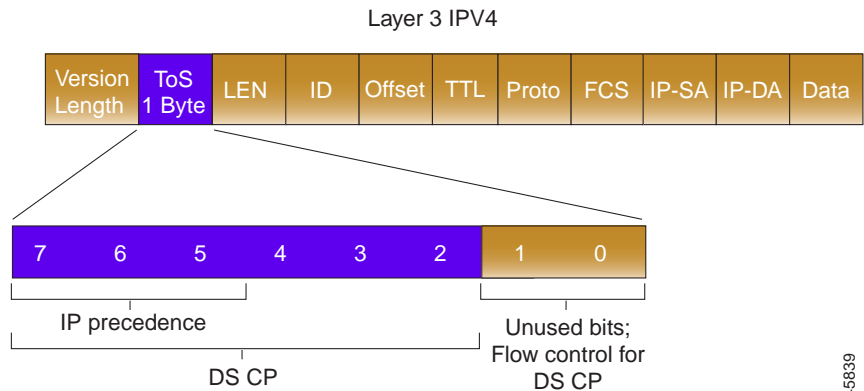 Layer 3 IPV4
Version Length ToS 1 Byte LEN ID Offset TTL Proto FCS IP-SA IP-DA Data
7 6 5 4 3 2 1 0
IP precedence
Unused bits;
Flow control for
DS CP
DS CP
5839